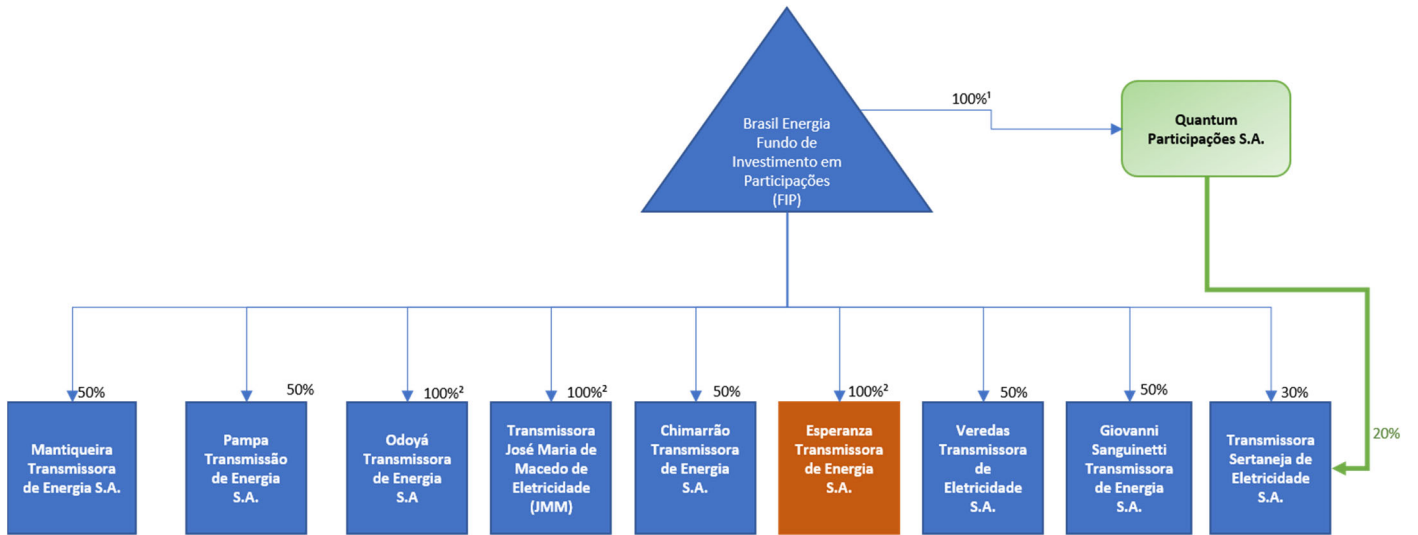 Brasil Energia
Fundo de
Investimento em
Participações
(FIP)
100%¹
Quantum
Participações S.A.
50%
50%
100%²
100%²
50%
100%²
50%
50%
30%
20%
Mantiqueira
Transmissora
de Energia S.A.
Pampa
Transmissão
de Energia
S.A.
Odoyá
Transmissora
de Energia
S.A
Transmissora
José Maria de
Macedo de
Eletricidade
(JMM)
Chimarrão
Transmissora
de Energia
S.A.
Esperanza
Transmissora
de Energia
S.A.
Veredas
Transmissora
de
Eletricidade
S.A.
Giovanni
Sanguinetti
Transmissora
de Energia
S.A.
Transmissora
Sertaneja de
Eletricidade
S.A.